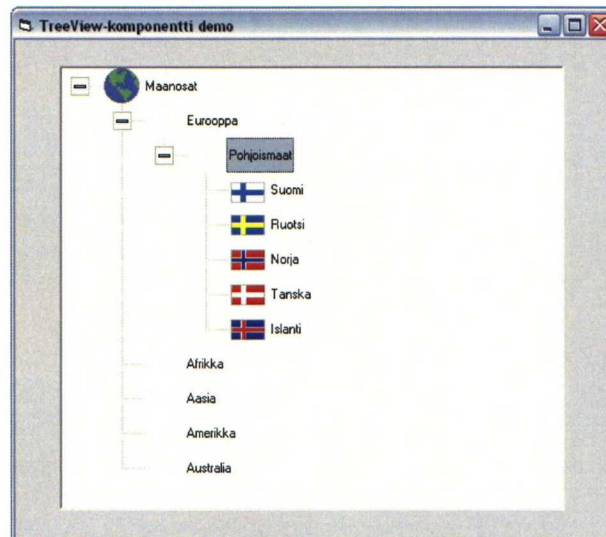 TreeView-komponentti demo
Maanosat
Eurooppa
Pohjoismaat
Suomi
Ruotsi
Norja
Tanska
Islanti
Afrikka
Aasia
Amerikka
Australia